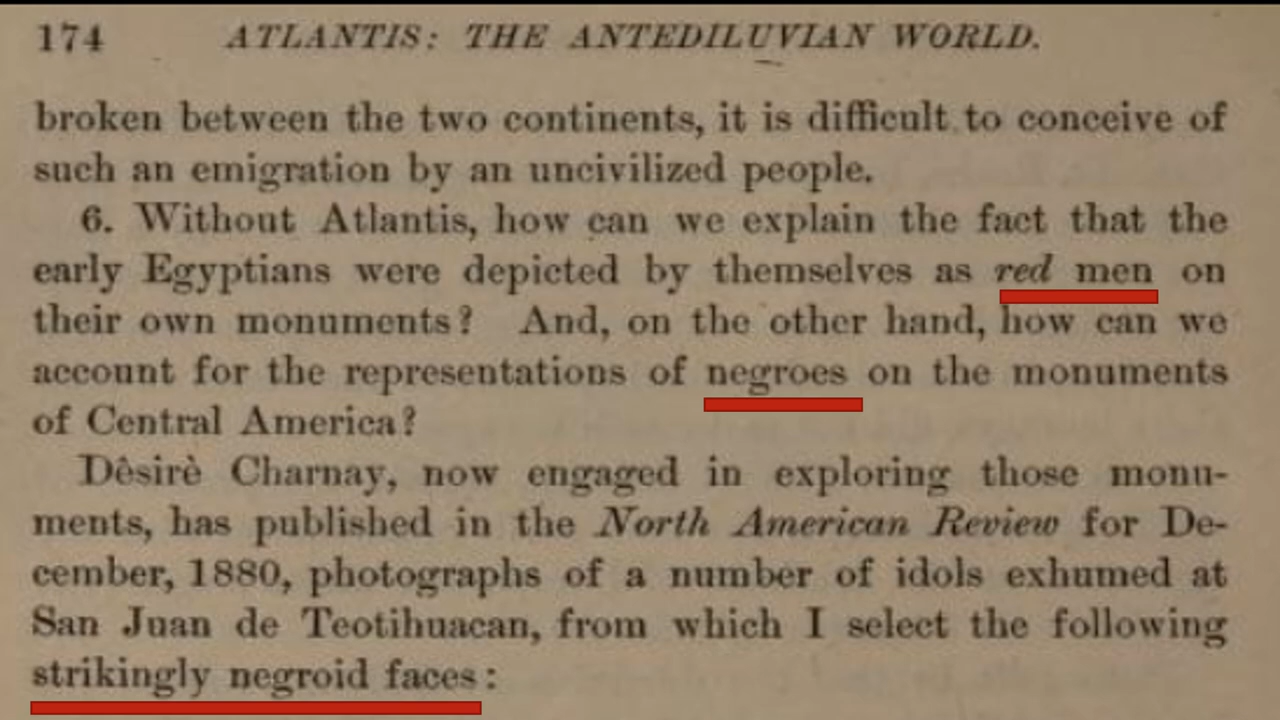 174 ATLANTIS: THE ANTEDILUVIAN WORLD.
broken between the two continents, it is difficult to conceive of
such an emigration by an uncivilized people.
6. Without Atlantis, how can we explain the fact that the
early Egyptians were depicted by themselves as red men on
their own monuments? And, on the other hand, how can we
account for the representations of negroes on the monuments
of Central America?
Dèsirè Charnay, now engaged in exploring those monu-
ments, has published in the North American Review for De-
cember, 1880, photographs of a number of idols exhumed at
San Juan de Teotihuacan, from which I select the following
strikingly negroid faces: